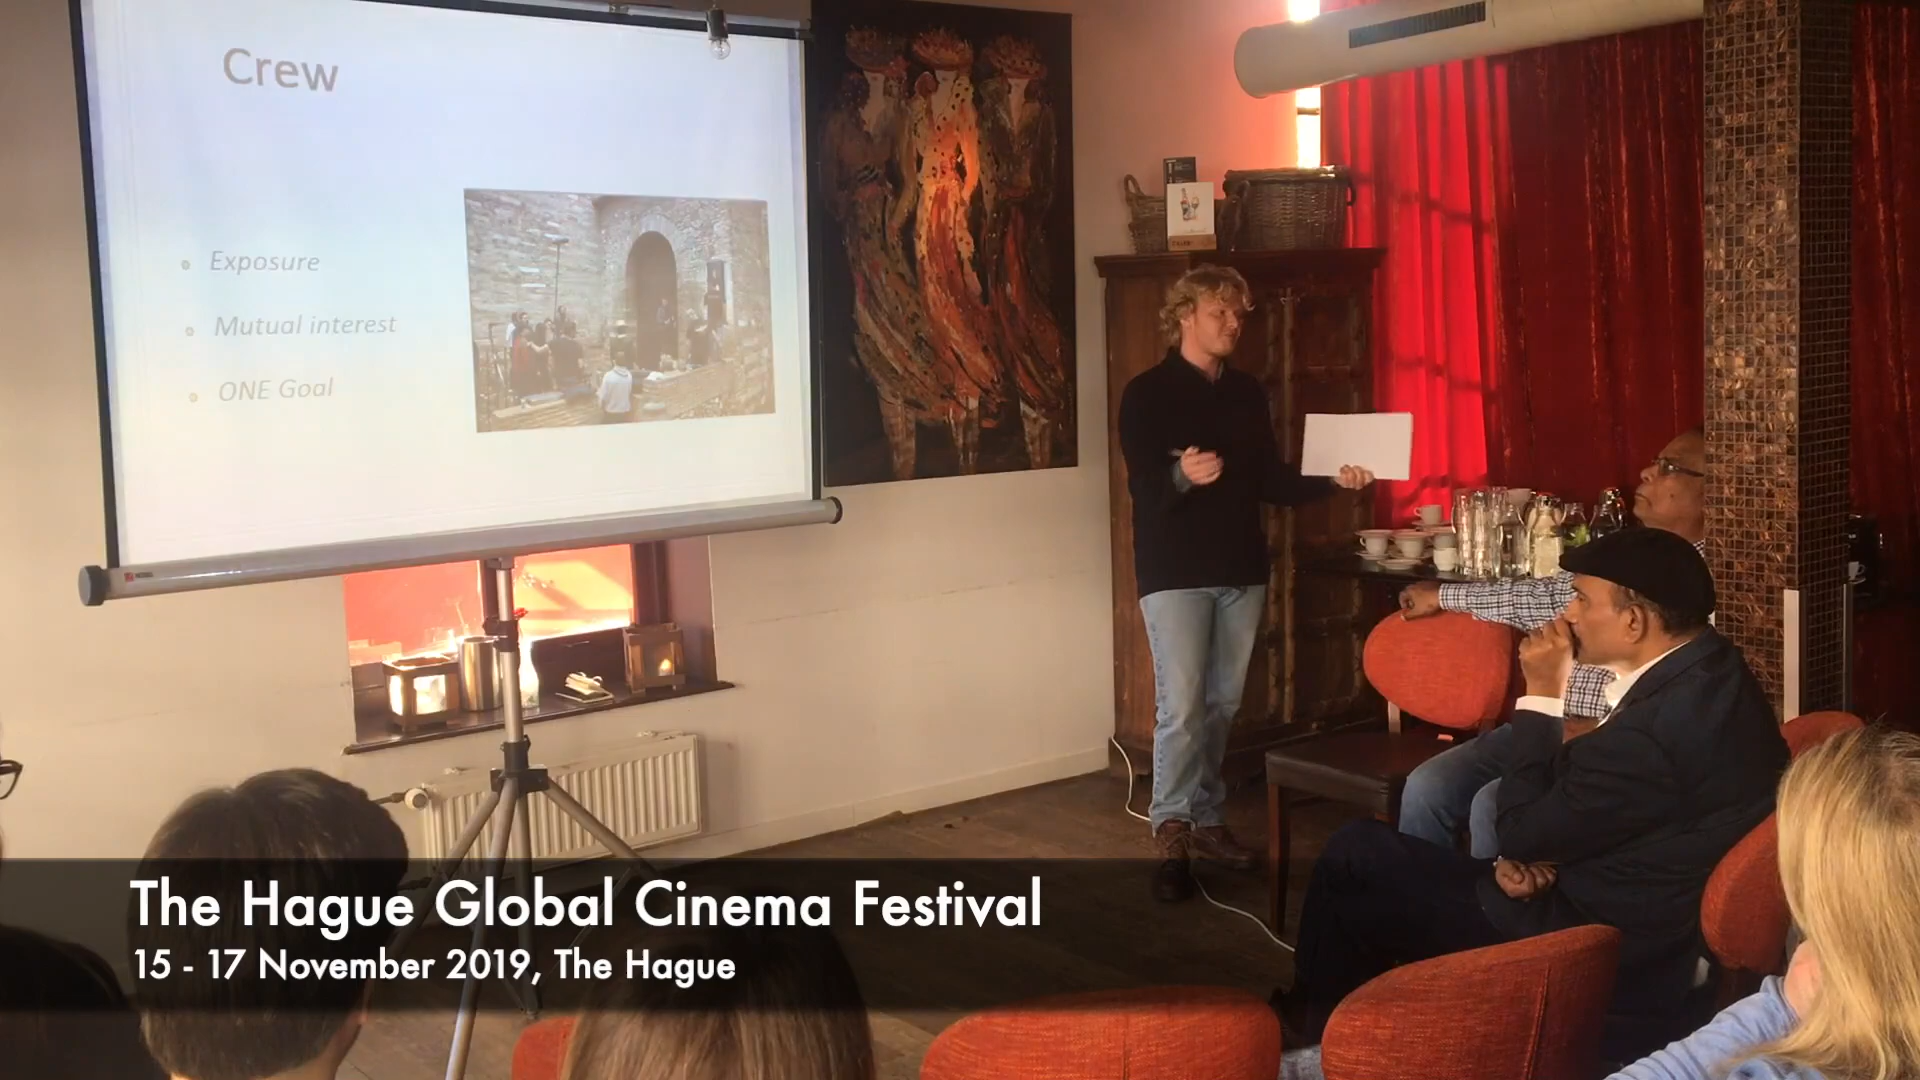 Crew
Exposure
Mutual interest
ONE Goal
The Hague Global Cinema Festival
15 - 17 November 2019, The Hague